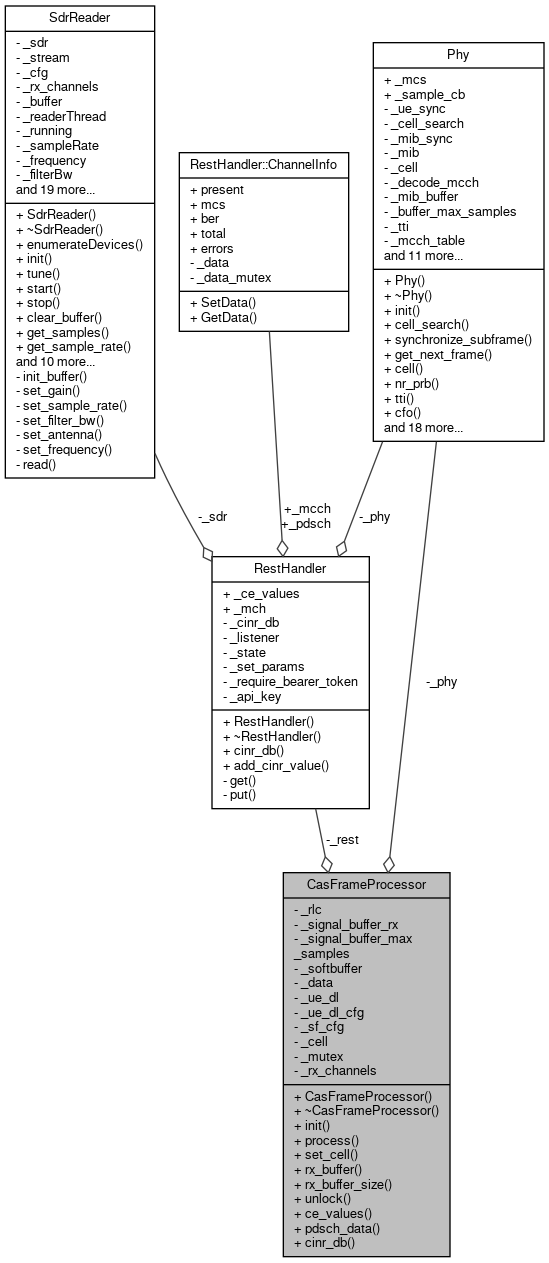 SdrReader
- _sdr
- _stream
- _cfg
- _rx_channels
- _buffer
- _readerThread
- _running
- _sampleRate
- _frequency
- _filterBw
and 19 more...
+ SdrReader()
+ ~SdrReader()
+ enumerateDevices()
+ init()
+ tune()
+ start()
+ stop()
+ clear_buffer()
+ get_samples()
+ get_sample_rate()
and 10 more...
- init_buffer()
- set_gain()
- set_sample_rate()
- set_filter_bw()
- set_antenna()
- set_frequency()
- read()
RestHandler::ChannelInfo
+ present
+ mcs
+ ber
+ total
+ errors
- _data
- _data_mutex
+ SetData()
+ GetData()
Phy
+ _mcs
+ _sample_cb
- _ue_sync
- _cell_search
- _mib_sync
- _mib
- _cell
- _decode_mcch
- _mib_buffer
- _buffer_max_samples
- _tti
- _mcch_table
and 11 more...
+ Phy()
+ ~Phy()
+ init()
+ cell_search()
+ synchronize_subframe()
+ get_next_frame()
+ cell()
+ nr_prb()
+ tti()
+ cfo()
and 18 more...
-_sdr
+_mcch
+_pdsch
-_phy
RestHandler
+ _ce_values
+ _mch
- _cinr_db
- _listener
- _state
- _set_params
- _require_bearer_token
- _api_key
+ RestHandler()
+ ~RestHandler()
+ cinr_db()
+ add_cinr_value()
- get()
- put()
-_phy
-_rest
CasFrameProcessor
- _rlc
- _signal_buffer_rx
- _signal_buffer_max
_samples
- _softbuffer
- _data
- _ue_dl
- _ue_dl_cfg
- _sf_cfg
- _cell
- _mutex
- _rx_channels
+ CasFrameProcessor()
+ ~CasFrameProcessor()
+ init()
+ process()
+ set_cell()
+ rx_buffer()
+ rx_buffer_size()
+ unlock()
+ ce_values()
+ pdsch_data()
+ cinr_db()